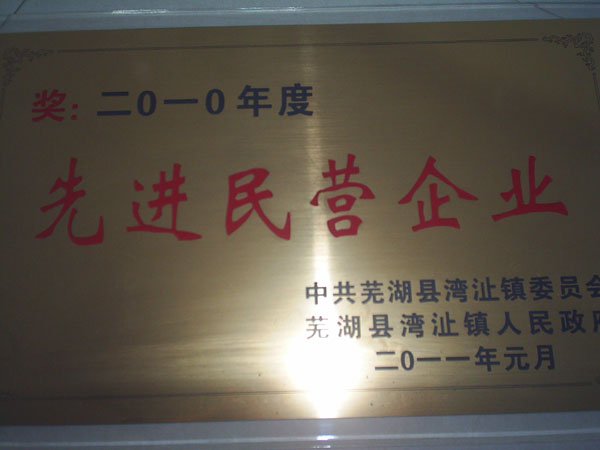 奖：二0一0年度
先进民营企业
中共芜湖县湾沚镇委员会
芜湖县湾沚镇人民政府
二0一一年元月